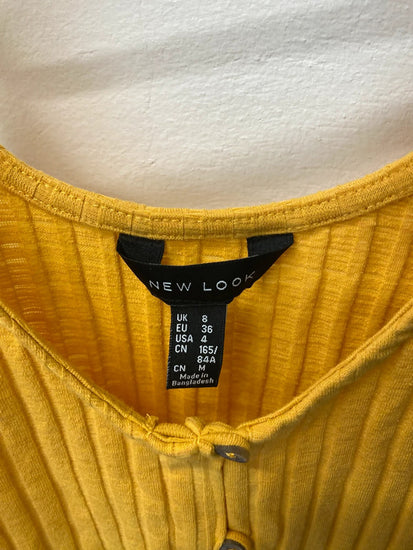 NEW LOOK
UK 8
EU 36
USA 4
CN 165/
84A
CN M
Made in
Bangladesh